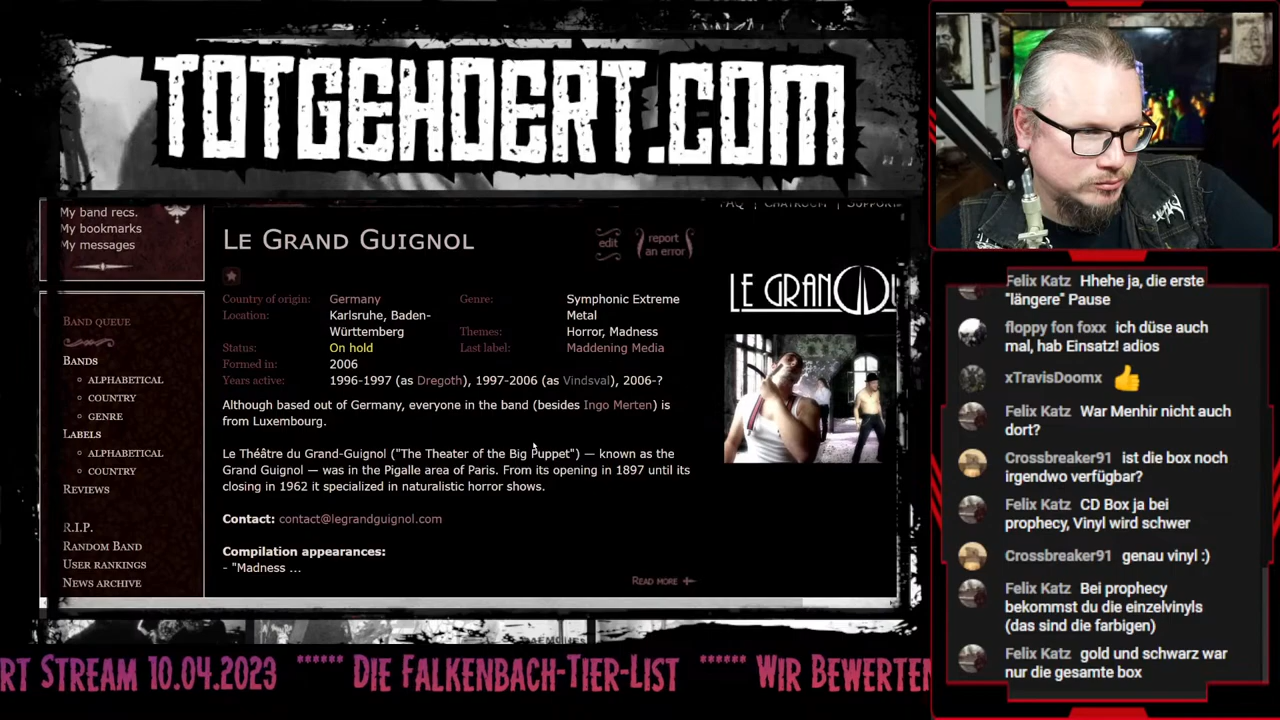 TOTGEHOERT.COM
My band recs.
My bookmarks
My messages
BAND QUEUE
BANDS
ALPHABETICAL
COUNTRY
GENRE
LABELS
ALPHABETICAL
COUNTRY
REVIEWS
R.I.P.
RANDOM BAND
USER RANKINGS
NEWS ARCHIVE
FAQ | CHATROOM | SUPPORT
LE GRAND GUIGNOL
edit
report
an error
Country of origin: Germany
Location: Karlsruhe, Baden-
Württemberg
Status: On hold
Formed in: 2006
Genre: Symphonic Extreme
Metal
Themes: Horror, Madness
Last label: Maddening Media
Years active: 1996-1997 (as Dregoth), 1997-2006 (as Vindsval), 2006-?
Although based out of Germany, everyone in the band (besides Ingo Merten) is
from Luxembourg.
Le Théâtre du Grand-Guignol ("The Theater of the Big Puppet") — known as the
Grand Guignol — was in the Pigalle area of Paris. From its opening in 1897 until its
closing in 1962 it specialized in naturalistic horror shows.
Contact: contact@legrandguignol.com
Compilation appearances:
- "Madness ...
READ MORE
LE GRAN
Felix Katz Hhehe ja, die erste
"längere" Pause
floppy fon foxx ich düse auch
mal, hab Einsatz! adios
xTravisDoomx 👍
Felix Katz War Menhir nicht auch
dort?
Crossbreaker91 ist die box noch
irgendwo verfügbar?
Felix Katz CD Box ja bei
prophecy, Vinyl wird schwer
Crossbreaker91 genau vinyl :)
Felix Katz Bei prophecy
bekommst du die einzelvinyls
(das sind die farbigen)
Felix Katz gold und schwarz war
nur die gesamte box
RT STREAM 10.04.2023 ****** DIE FALKENBACH-TIER-LIST ****** WIR BEWERTEN